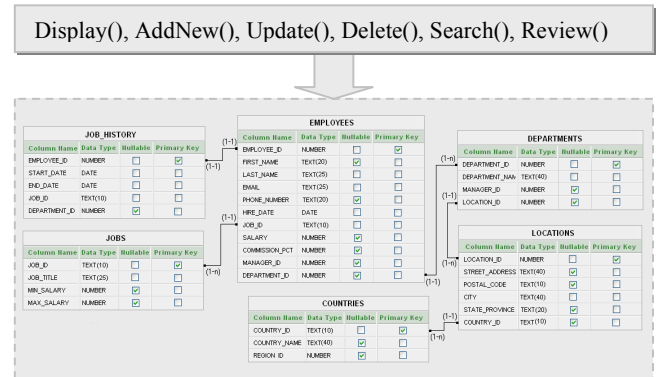 Display(), AddNew(), Update(), Delete(), Search(), Review()
JOB_HISTORY
Column Name Data Type Nullable Primary Key
EMPLOYEE_ID NUMBER
START_DATE DATE
END_DATE DATE
JOB_ID TEXT(10)
DEPARTMENT_ID NUMBER
(1-1)
(1-1)
EMPLOYEES
Column Name Data Type Nullable Primary Key
EMPLOYEE_ID NUMBER
FIRST_NAME TEXT(20)
LAST_NAME TEXT(25)
EMAIL TEXT(25)
PHONE_NUMBER TEXT(20)
HIRE_DATE DATE
JOB_ID TEXT(10)
SALARY NUMBER
COMMISSION_PCT NUMBER
MANAGER_ID NUMBER
DEPARTMENT_ID NUMBER
(1-1)
(1-1)
DEPARTMENTS
Column Name Data Type Nullable Primary Key
DEPARTMENT_ID NUMBER
DEPARTMENT_NAM TEXT(40)
MANAGER_ID NUMBER
LOCATION_ID NUMBER
(1-n)
(1-1)
JOBS
Column Name Data Type Nullable Primary Key
JOB_ID TEXT(10)
JOB_TITLE TEXT(25)
MIN_SALARY NUMBER
MAX_SALARY NUMBER
(1-n)
LOCATIONS
Column Name Data Type Nullable Primary Key
LOCATION_ID NUMBER
STREET_ADDRESS TEXT(40)
POSTAL_CODE TEXT(10)
CITY TEXT(40)
STATE_PROVINCE TEXT(20)
COUNTRY_ID TEXT(10)
(1-n)
(1-1)
COUNTRIES
Column Name Data Type Nullable Primary Key
COUNTRY_ID TEXT(10)
COUNTRY_NAME TEXT(40)
REGION ID NUMBER
(1-n)